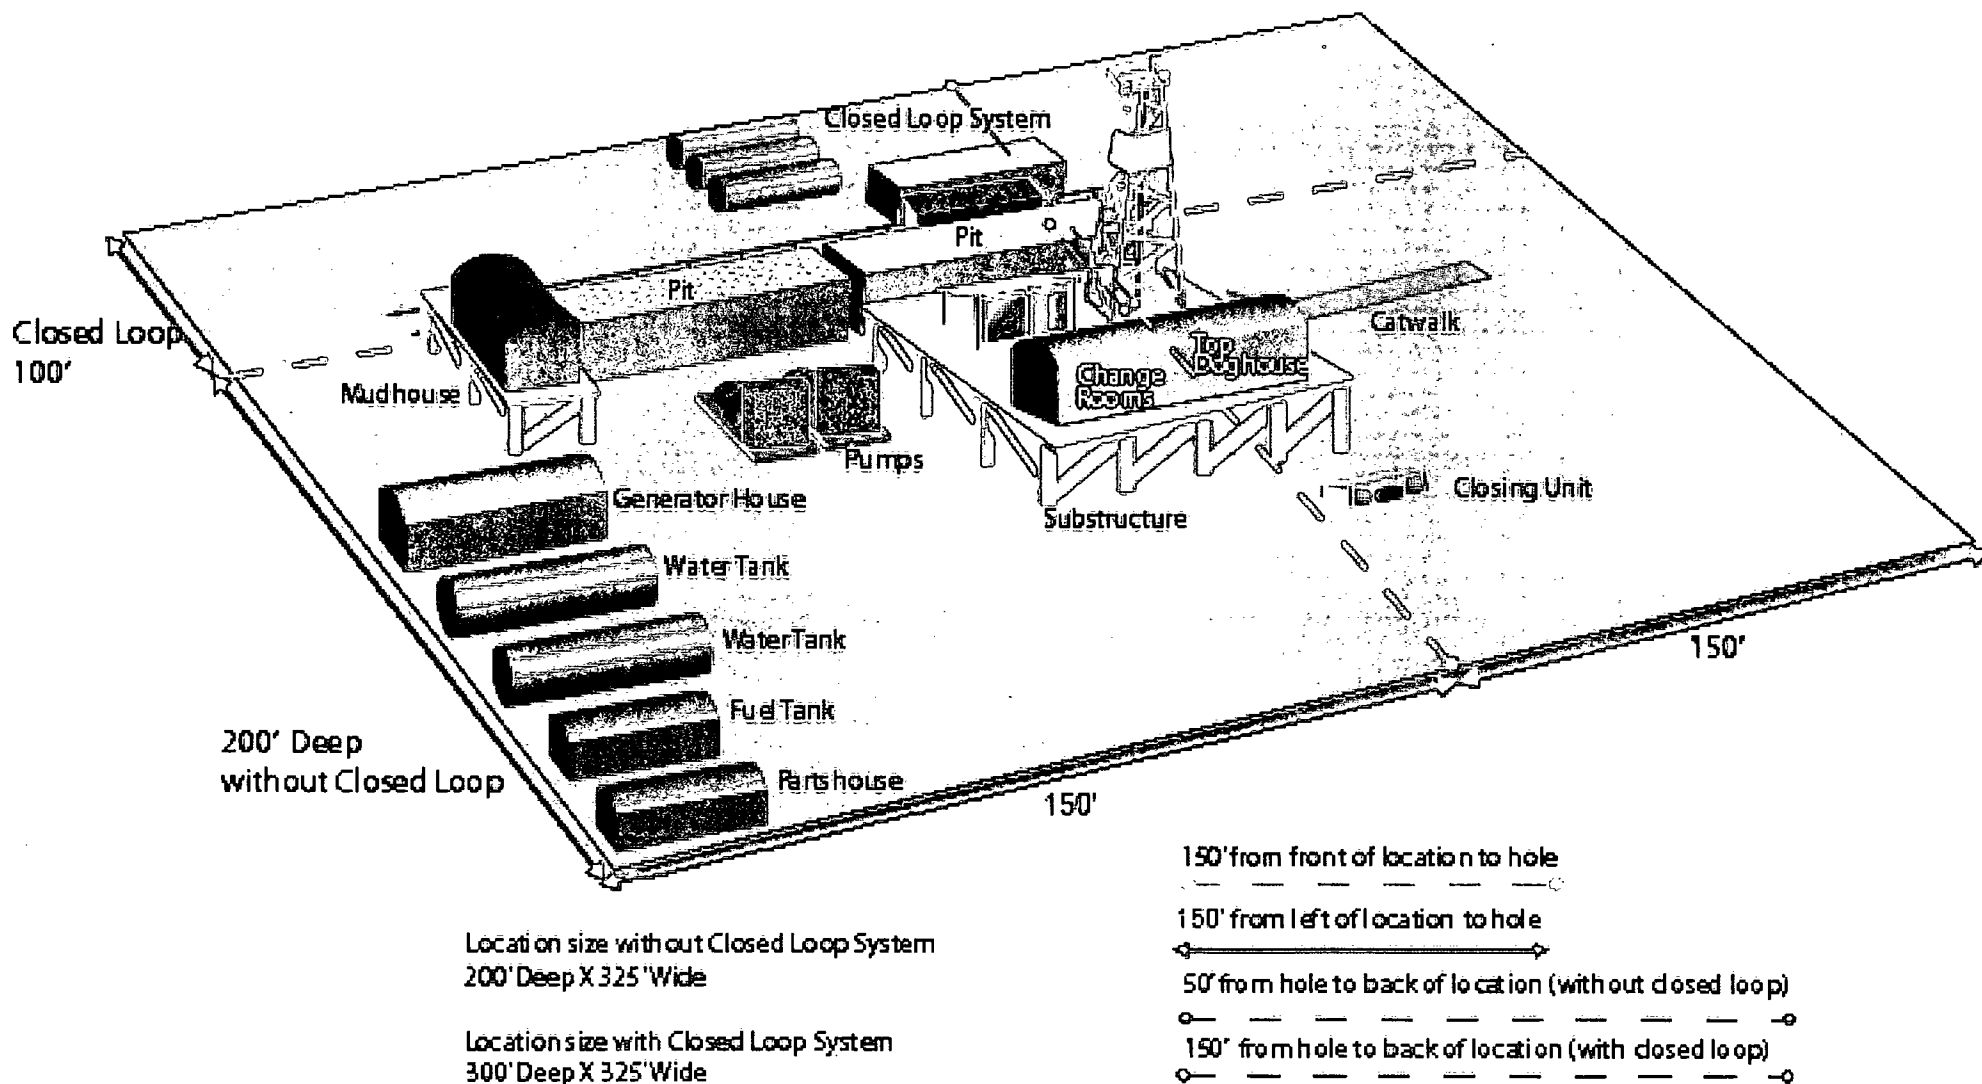 Closed Loop System
Pit
Pit
Closed Loop
100'
Catwalk
Top
Doghouse
Change
Rooms
Mudhouse
Pumps
Closing Unit
Generator House
Substructure
Water Tank
Water Tank
150'
Fuel Tank
200' Deep
without Closed Loop
Partshouse
150'
150' from front of location to hole
150' from left of location to hole
Location size without Closed Loop System
200' Deep X 325' Wide
50' from hole to back of location (without closed loop)
Location size with Closed Loop System
300' Deep X 325' Wide
150' from hole to back of location (with closed loop)